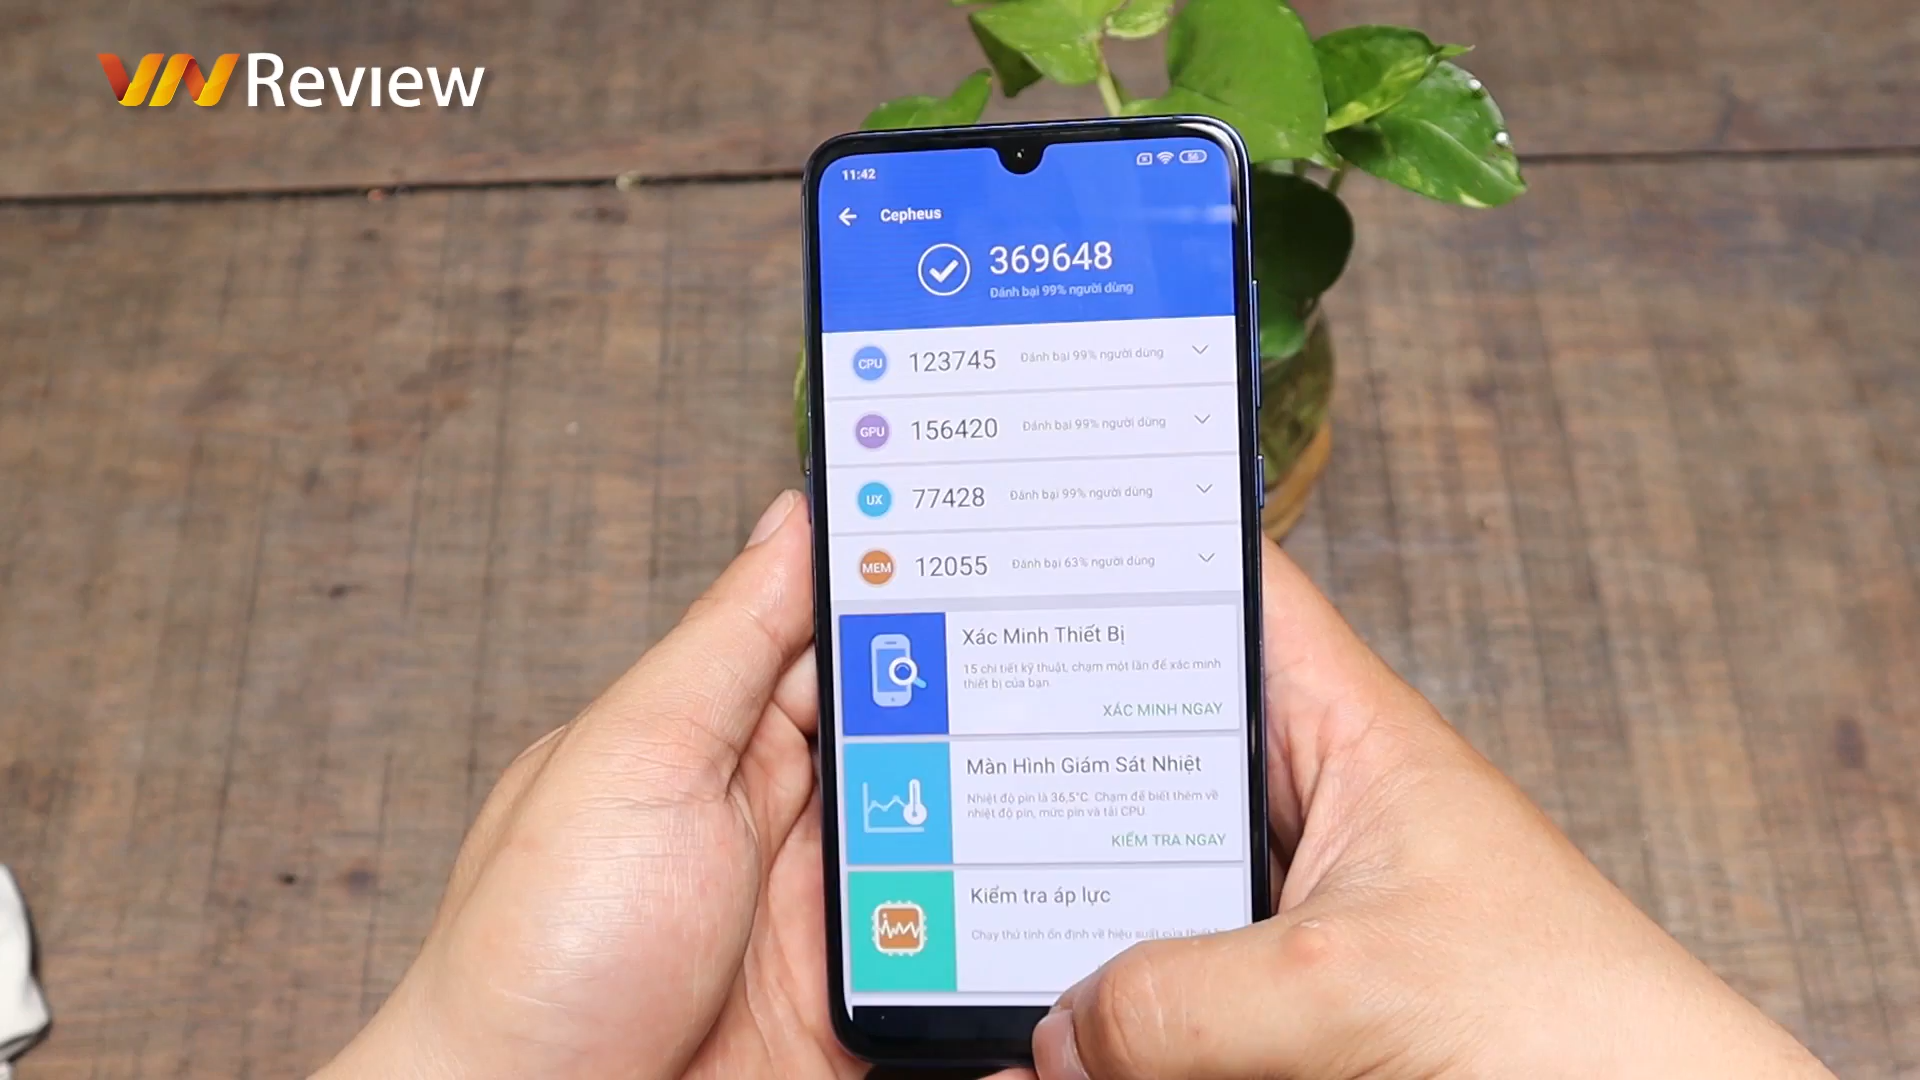 VN Review
11:42
56
Cepheus
369648
Đánh bại 99% người dùng
CPU 123745 Đánh bại 99% người dùng
GPU 156420 Đánh bại 99% người dùng
UX 77428 Đánh bại 99% người dùng
MEM 12055 Đánh bại 63% người dùng
Xác Minh Thiết Bị
15 chi tiết kỹ thuật, chạm một lần để xác minh
thiết bị của bạn
XÁC MINH NGAY
Màn Hình Giám Sát Nhiệt
Nhiệt độ pin là 36,5°C. Chạm để biết thêm về
nhiệt độ pin, mức pin và tải CPU
KIỂM TRA NGAY
Kiểm tra áp lực
Chạy thử tính ổn định về hiệu suất của thiết